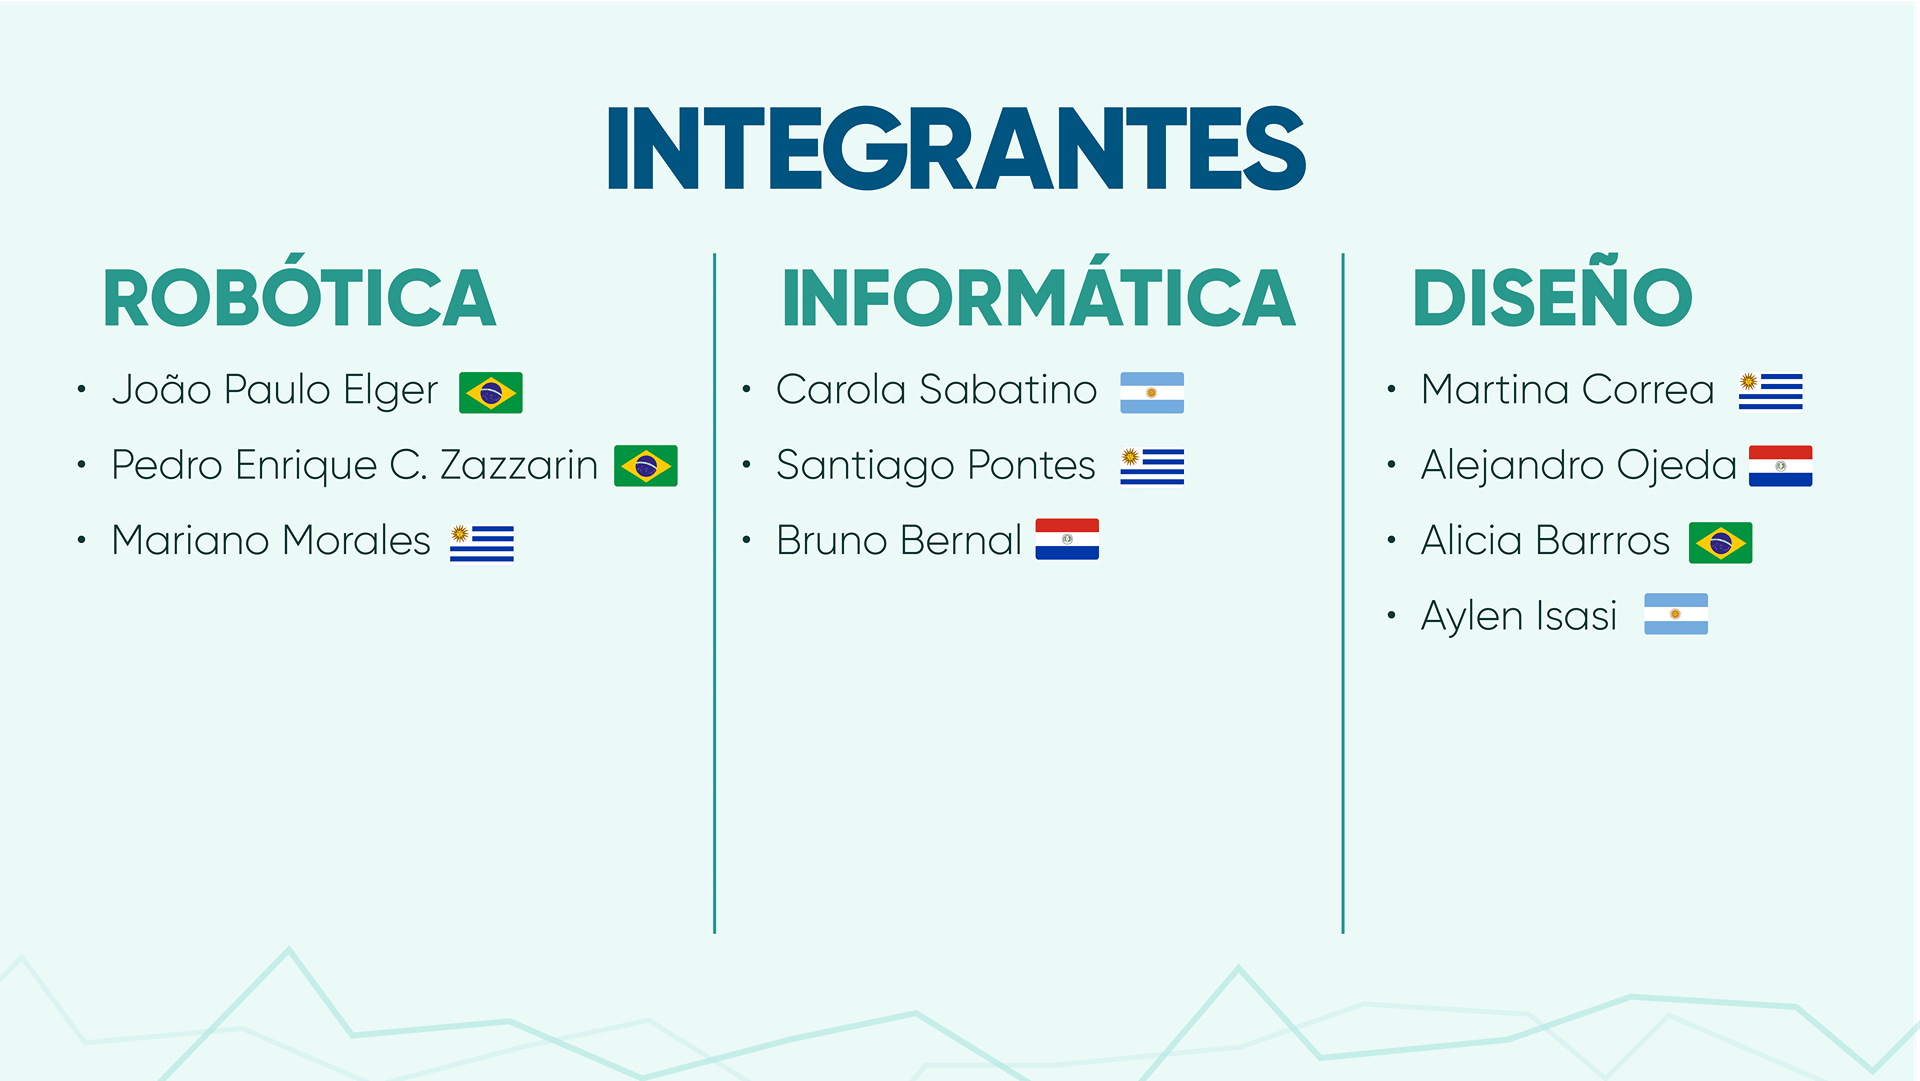 INTEGRANTES
ROBÓTICA
• João Paulo Elger
• Pedro Enrique C. Zazzarin
• Mariano Morales
INFORMÁTICA
• Carola Sabatino
• Santiago Pontes
• Bruno Bernal
DISEÑO
• Martina Correa
• Alejandro Ojeda
• Alicia Barrros
• Aylen Isasi